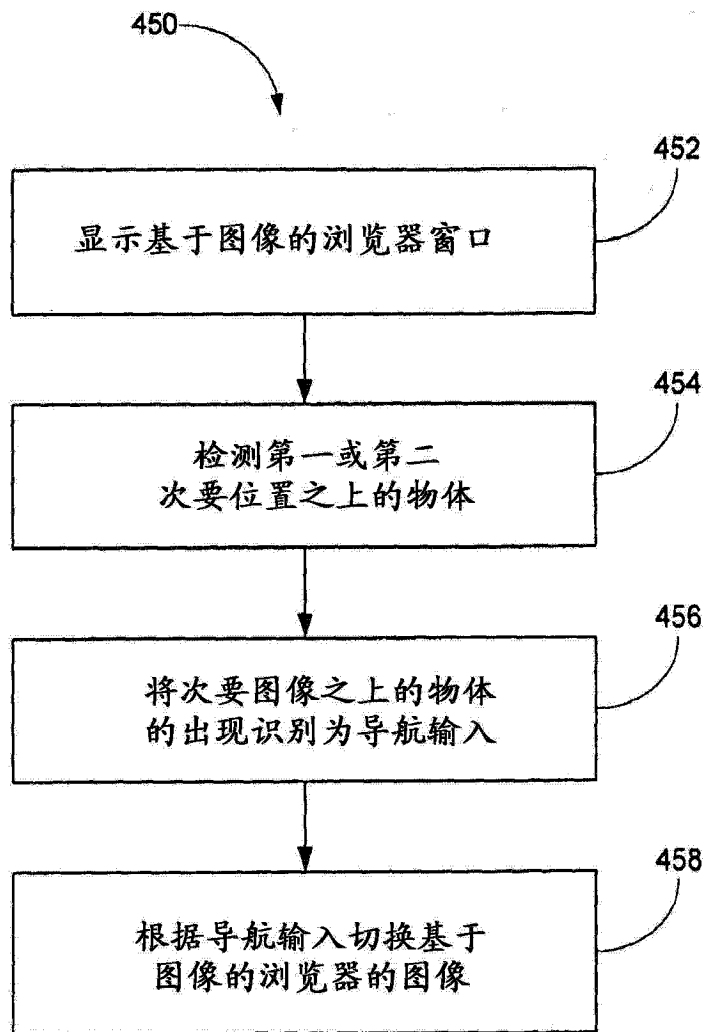 450
452
显示基于图像的浏览器窗口
454
检测第一或第二
次要位置之上的物体
456
将次要图像之上的物体
的出现识别为导航输入
458
根据导航输入切换基于
图像的浏览器的图像